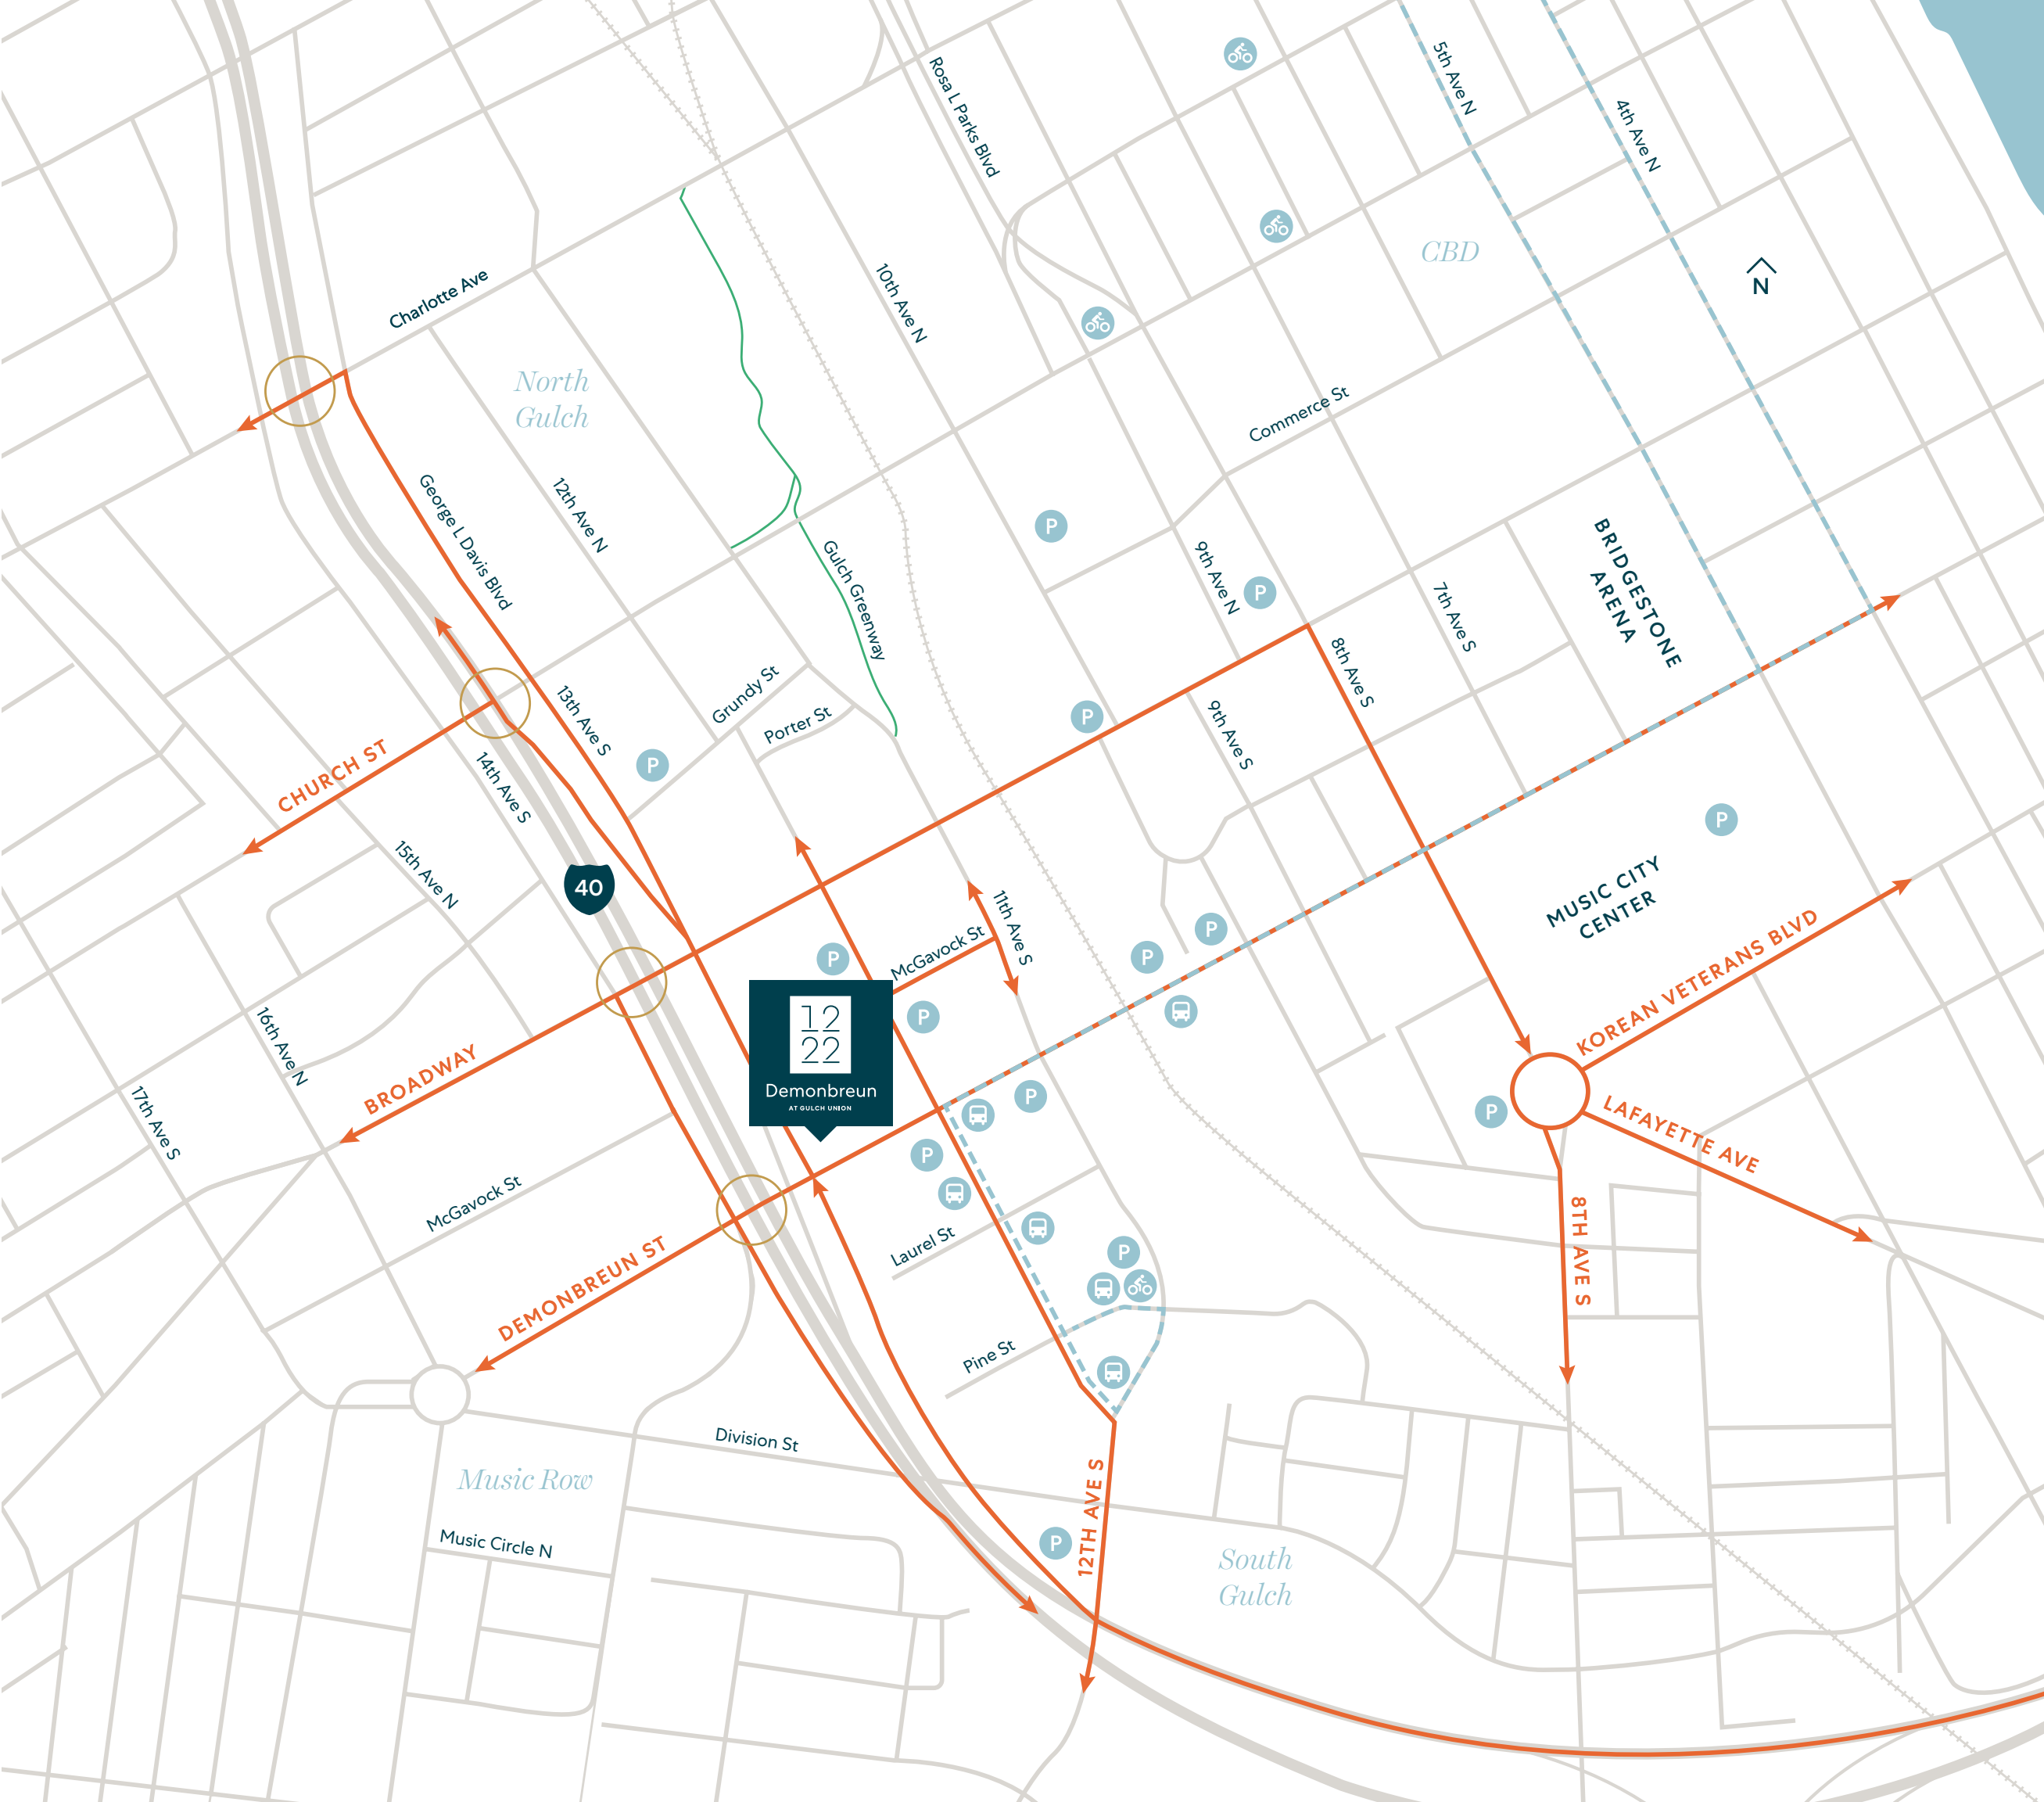 5th Ave N
4th Ave N
Rosa L Parks Blvd
CBD
N
10th Ave N
Charlotte Ave
North
Gulch
Commerce St
George L Davis Blvd
12th Ave N
Gulch Greenway
9th Ave N
P
P
7th Ave S
BRIDGESTONE
ARENA
8th Ave S
Grundy St
Porter St
13th Ave S
P
P
9th Ave S
CHURCH ST
14th Ave S
P
15th Ave N
40
MUSIC CITY
CENTER
KOREAN VETERANS BLVD
11th Ave S
McGavock St
P
P
P
P
12
22
Demonbreun
AT GULCH UNION
16th Ave N
BROADWAY
17th Ave S
P
P
LAFAYETTE AVE
P
McGavock St
8TH AVE S
DEMONBREUN ST
Laurel St
P
Pine St
Division St
Music Row
12TH AVE S
P
Music Circle N
South
Gulch